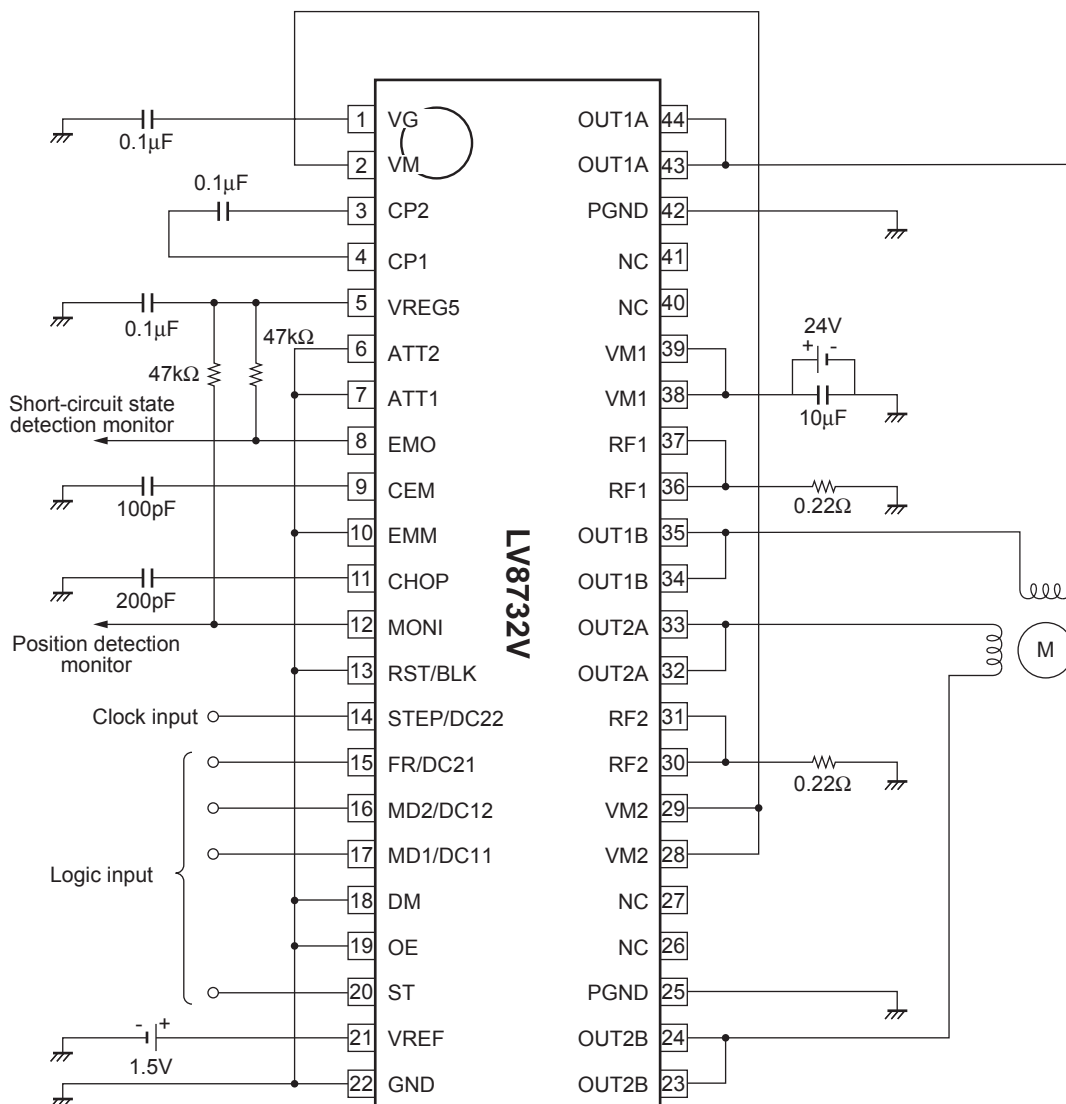 1 VG
0.1µF
2 VM
0.1µF
3 CP2
4 CP1
5 VREG5
0.1µF
47kΩ
47kΩ
6 ATT2
7 ATT1
Short-circuit state
detection monitor
8 EMO
9 CEM
100pF
10 EMM
11 CHOP
200pF
12 MONI
Position detection
monitor
13 RST/BLK
Clock input
14 STEP/DC22
15 FR/DC21
16 MD2/DC12
17 MD1/DC11
Logic input
18 DM
19 OE
20 ST
- +
21 VREF
1.5V
22 GND
LV8732V
OUT1A 44
OUT1A 43
PGND 42
NC 41
NC 40
24V
+ -
VM1 39
VM1 38
10µF
RF1 37
RF1 36
0.22Ω
OUT1B 35
OUT1B 34
OUT2A 33
M
OUT2A 32
RF2 31
RF2 30
0.22Ω
VM2 29
VM2 28
NC 27
NC 26
PGND 25
OUT2B 24
OUT2B 23